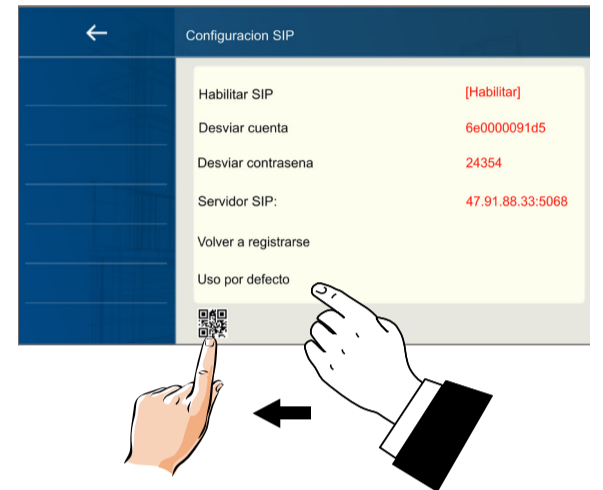 Configuracion SIP
Habilitar SIP [Habilitar]
Desviar cuenta 6e0000091d5
Desviar contrasena 24354
Servidor SIP: 47.91.88.33:5068
Volver a registrarse
Uso por defecto